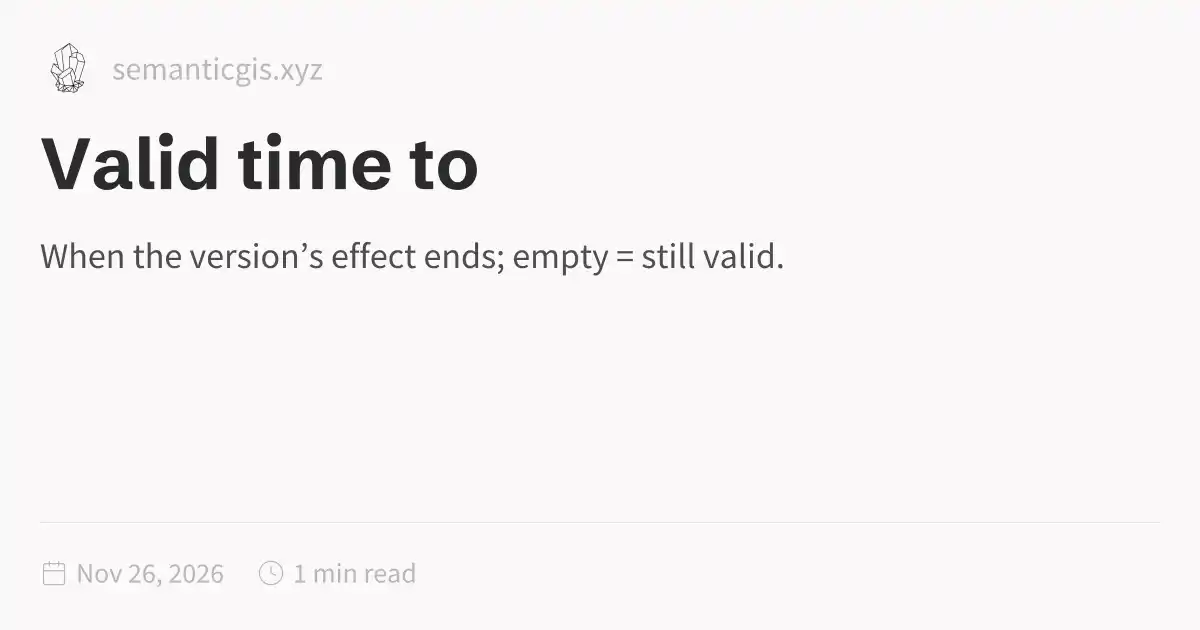 semanticgis.xyz
Valid time to
When the version’s effect ends; empty = still valid.
Nov 26, 2026 1 min read